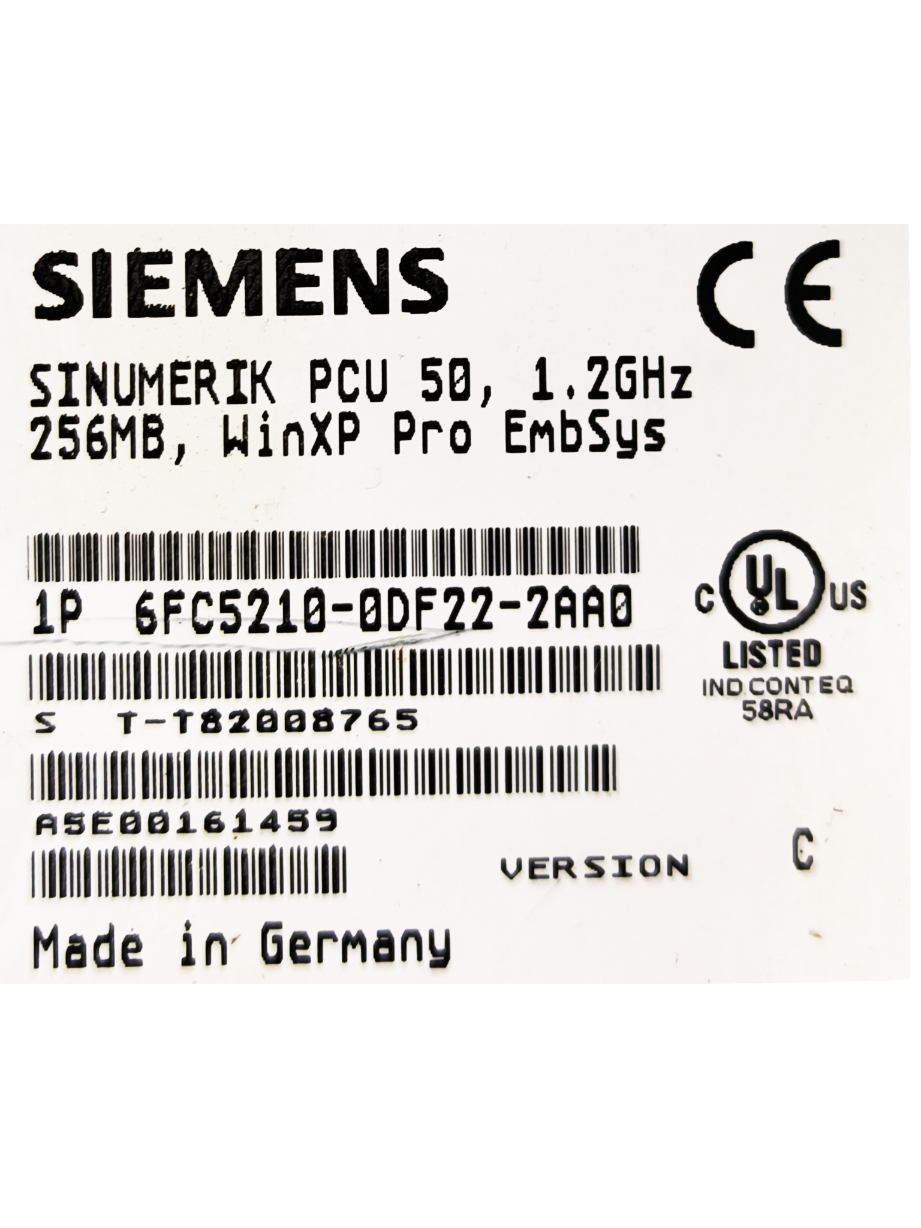 SIEMENS
CE
SINUMERIK PCU 50, 1.2GHz
256MB, WinXP Pro EmbSys
1P 6FC5210-0DF22-2AA0
C UL US
LISTED
IND.CONT.EQ
58RA
S T-T82008765
A5E00161459
VERSION C
Made in Germany